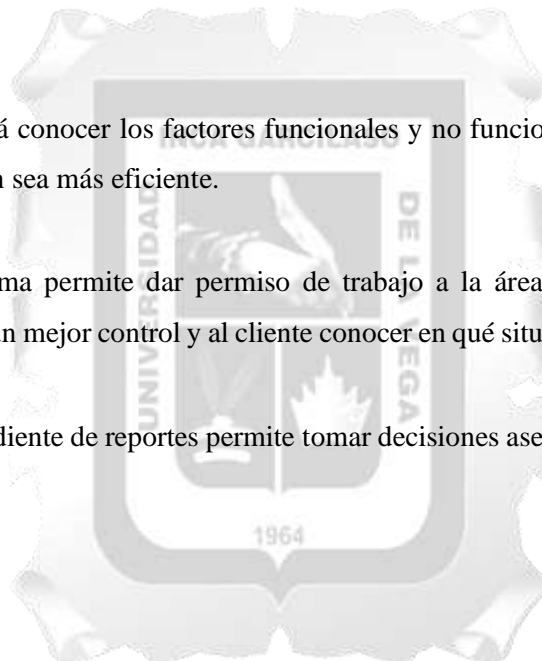 á conocer los factores funcionales y no funcio
n sea más eficiente.
ma permite dar permiso de trabajo a la área
un mejor control y al cliente conocer en qué situ
diente de reportes permite tomar decisiones ase
INCA GARCILASO
UNIVERSIDAD
DE LA VEGA
1964